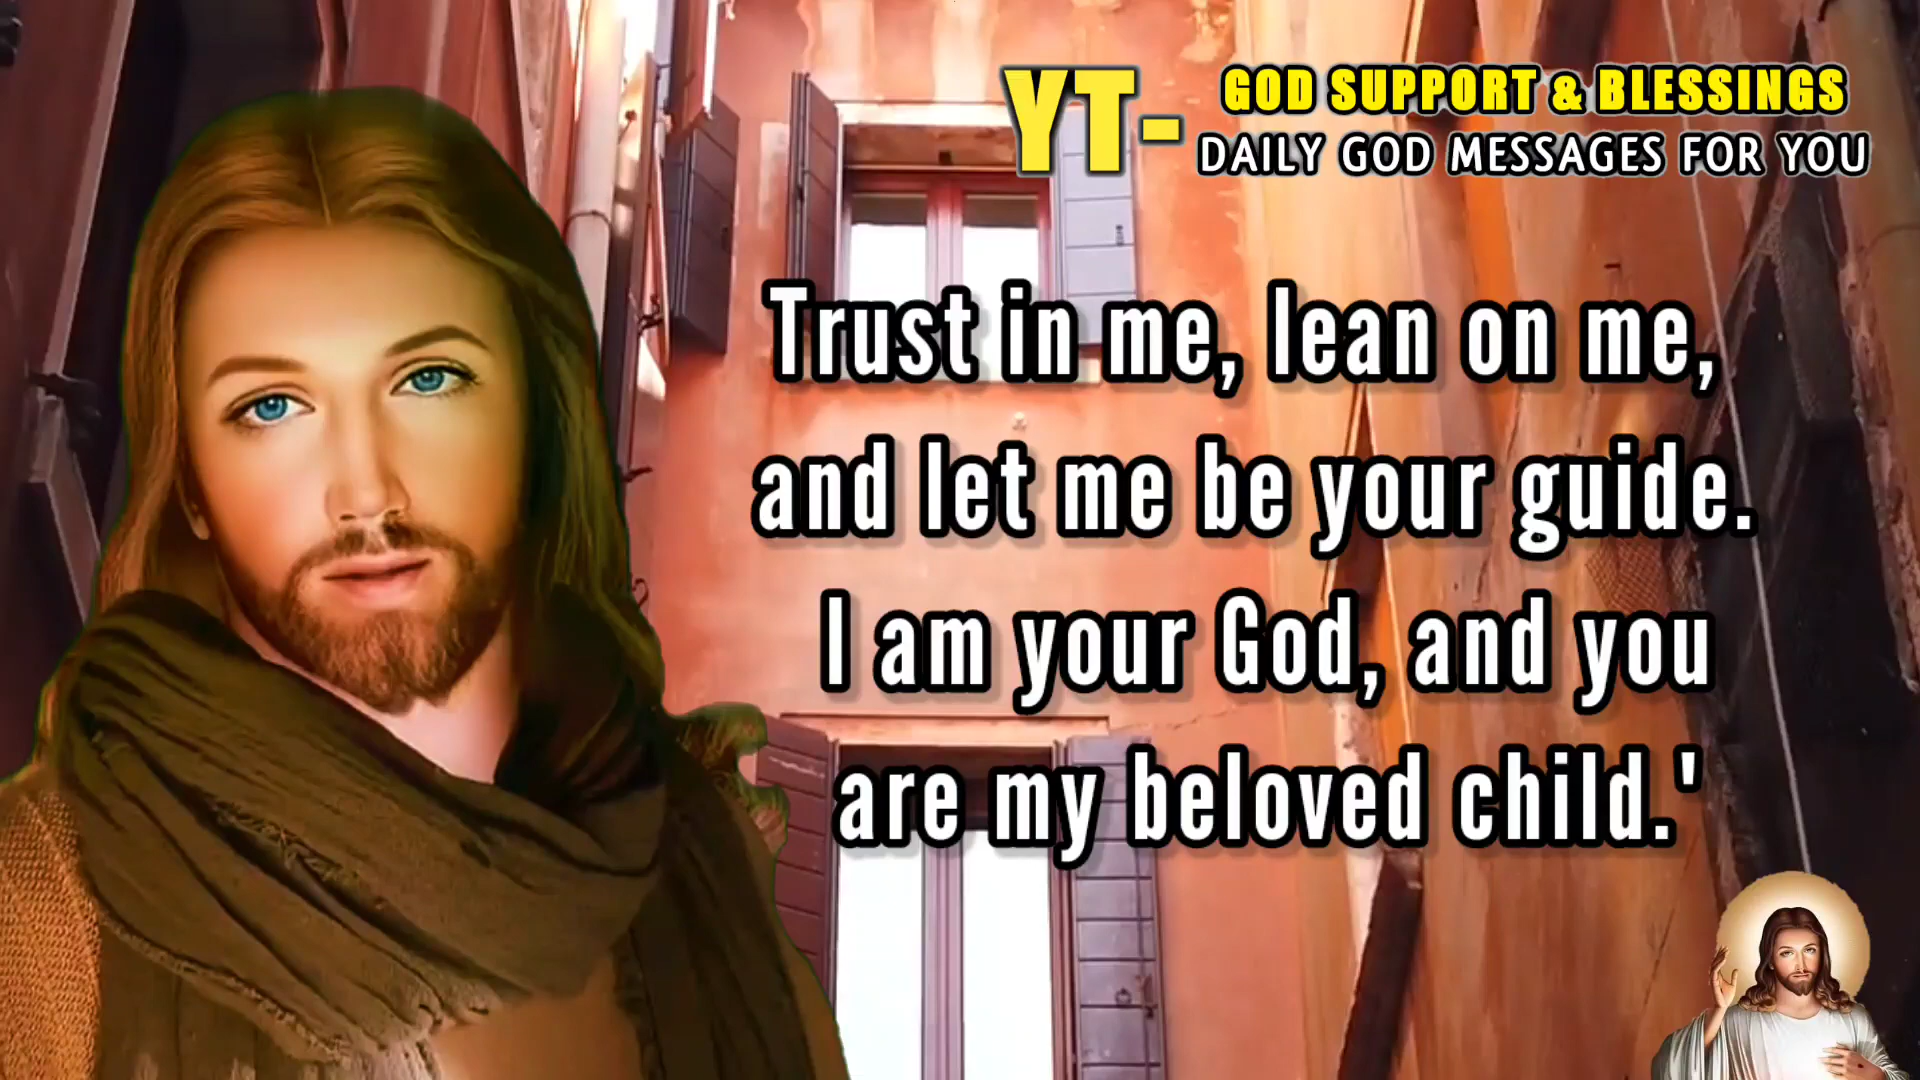 YT- GOD SUPPORT & BLESSINGS
DAILY GOD MESSAGES FOR YOU
Trust in me, lean on me,
and let me be your guide.
I am your God, and you
are my beloved child.'